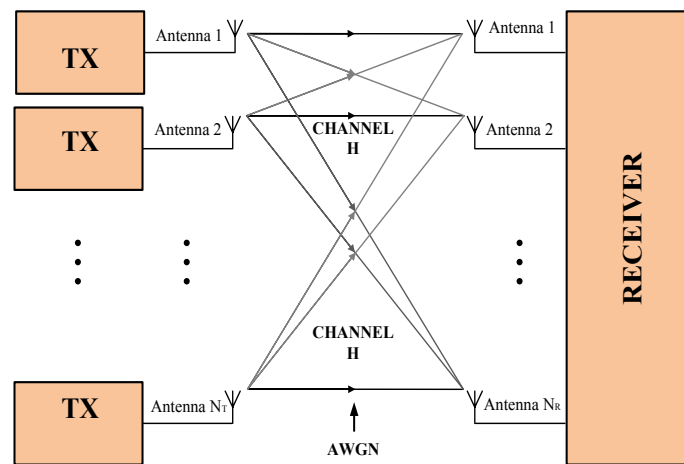 TX
Antenna 1
Antenna 1
TX
Antenna 2
CHANNEL
H
Antenna 2
RECEIVER
CHANNEL
H
TX
Antenna NT
Antenna NR
AWGN